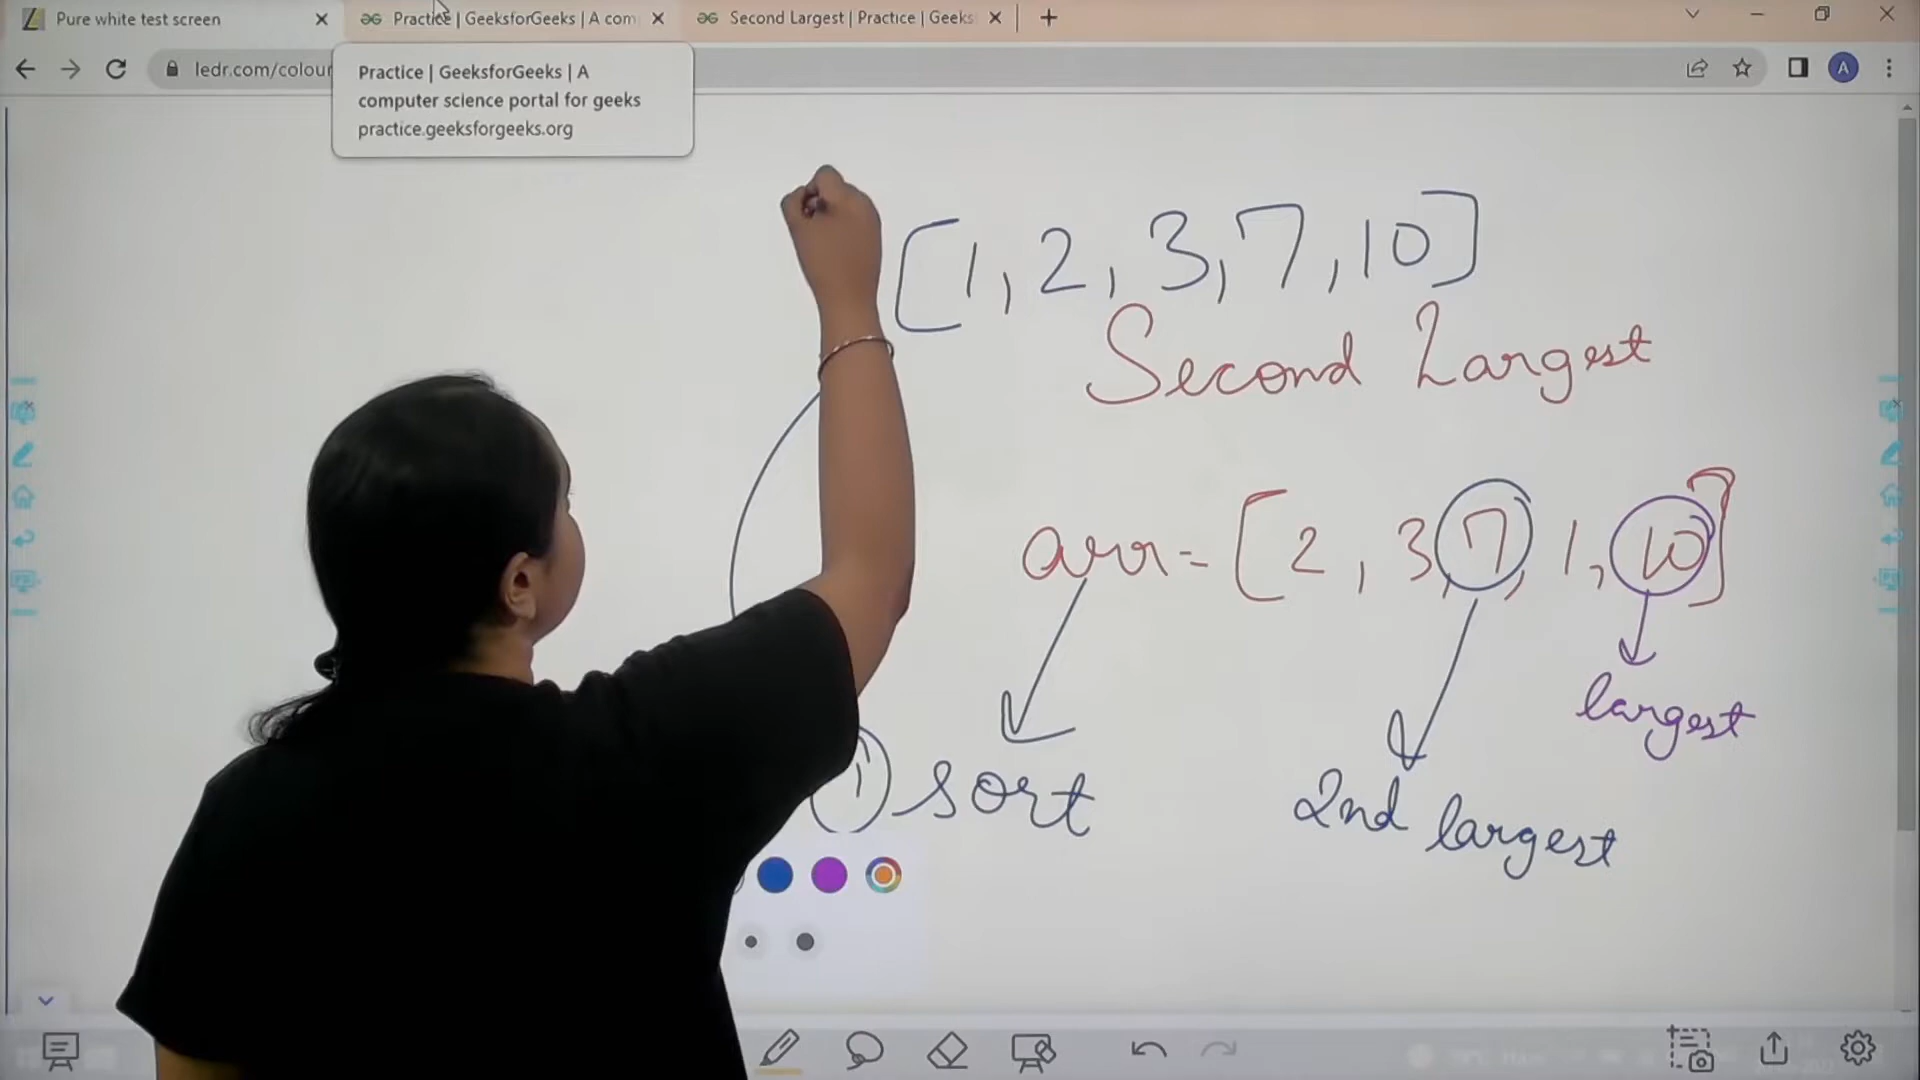 Pure white test screen
Practice | GeeksforGeeks | A com
Second Largest | Practice | Geeks
ledr.com/colour
A
Practice | GeeksforGeeks | A
computer science portal for geeks
practice.geeksforgeeks.org
[1, 2, 3, 7, 10]
Second Largest
arr = [2, 3, 7, 1, 10]
largest
1 sort
2nd largest